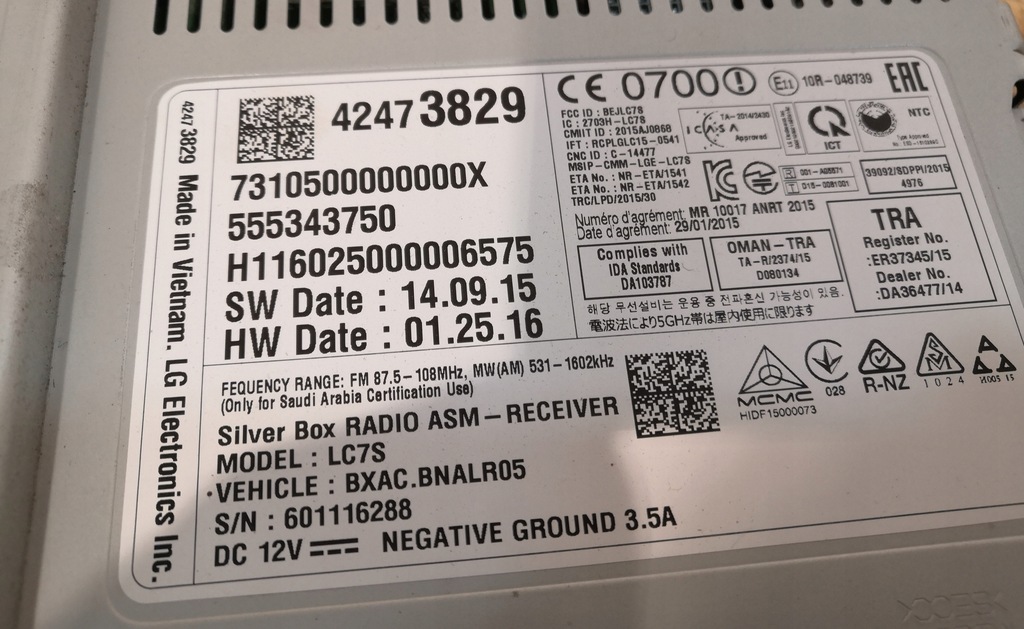 4247 3829 Made in Vietnam. LG Electronics Inc.
4247 3829
7310500000000X
555343750
H116025000006575
SW Date : 14.09.15
HW Date : 01.25.16
CE 0700
E11 10R-048739
EAC
FCC ID : BEJLC7S
IC : 2703H-LC7S
CMIIT ID : 2015AJ0868
IFT : RCPLGLC15-0541
CNC ID : C-14477
MSIP-CMM-LGE-LC7S
ETA No. : NR-ETA/1541
ETA No. : NR-ETA/1542
TRC/LPD/2015/30
ICASA
TA-2014/2430
Approved
ICT
NTC
Type Approved
39092/SDPPI/2015
4976
Numéro d'agrément: MR 10017 ANRT 2015
Date d'agrément: 29/01/2015
Complies with
IDA Standards
DA103787
OMAN-TRA
TA-R/2374/15
D080134
TRA
Register No.
:ER37345/15
Dealer No.
:DA36477/14
해당 무선설비는 운용 중 전파혼신 가능성이 있음.
電波法により5GHz帯は屋内使用に限ります
FEQUENCY RANGE: FM 87.5-108MHz, MW(AM) 531-1602kHz
(Only for Saudi Arabia Certification Use)
Silver Box RADIO ASM-RECEIVER
MODEL : LC7S
VEHICLE : BXAC.BNALR05
S/N : 601116288
DC 12V NEGATIVE GROUND 3.5A
MCMC
HIDF15000073
028
R-NZ
1024